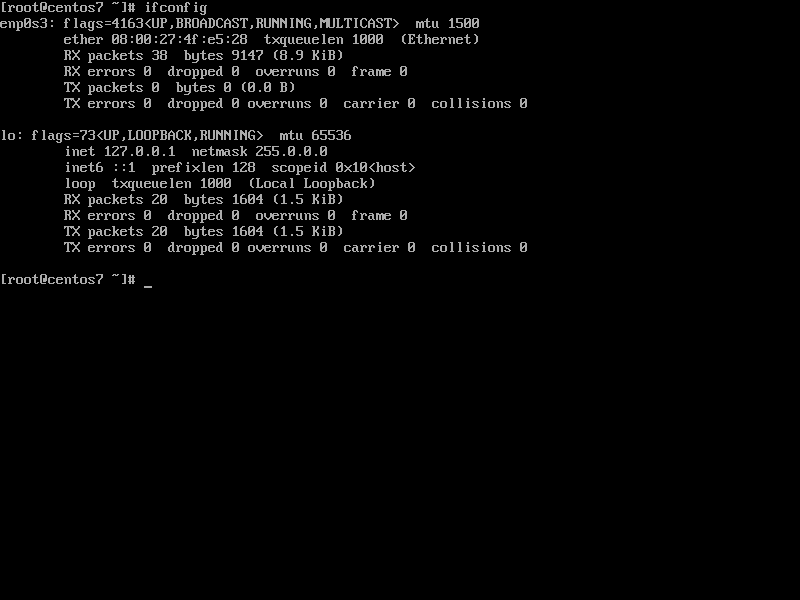 [root@centos7 ~]# ifconfig
enp0s3: flags=4163<UP,BROADCAST,RUNNING,MULTICAST>  mtu 1500
        ether 08:00:27:4f:e5:28  txqueuelen 1000  (Ethernet)
        RX packets 38  bytes 9147 (8.9 KiB)
        RX errors 0  dropped 0  overruns 0  frame 0
        TX packets 0  bytes 0 (0.0 B)
        TX errors 0  dropped 0 overruns 0  carrier 0  collisions 0

lo: flags=73<UP,LOOPBACK,RUNNING>  mtu 65536
        inet 127.0.0.1  netmask 255.0.0.0
        inet6 ::1  prefixlen 128  scopeid 0x10<host>
        loop  txqueuelen 1000  (Local Loopback)
        RX packets 20  bytes 1604 (1.5 KiB)
        RX errors 0  dropped 0  overruns 0  frame 0
        TX packets 20  bytes 1604 (1.5 KiB)
        TX errors 0  dropped 0 overruns 0  carrier 0  collisions 0

[root@centos7 ~]# _